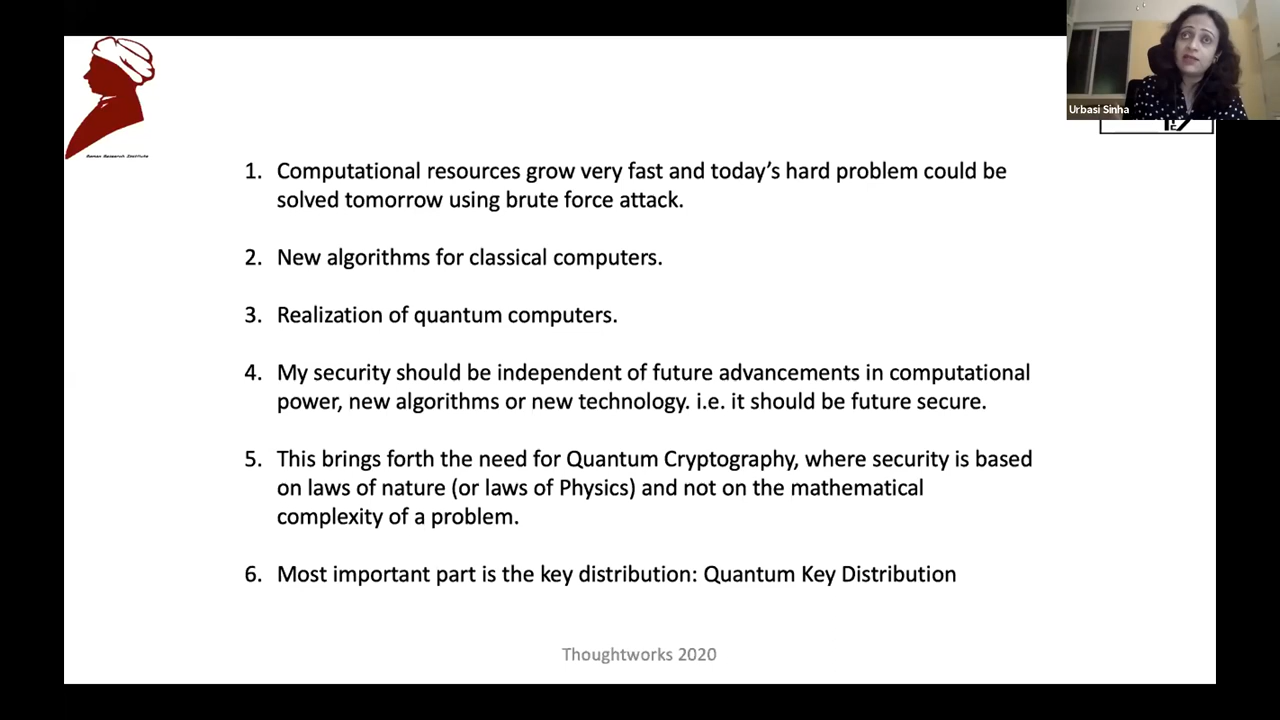 Urbasi Sinha
Raman Research Institute
1. Computational resources grow very fast and today’s hard problem could be
solved tomorrow using brute force attack.
2. New algorithms for classical computers.
3. Realization of quantum computers.
4. My security should be independent of future advancements in computational
power, new algorithms or new technology. i.e. it should be future secure.
5. This brings forth the need for Quantum Cryptography, where security is based
on laws of nature (or laws of Physics) and not on the mathematical
complexity of a problem.
6. Most important part is the key distribution: Quantum Key Distribution
Thoughtworks 2020